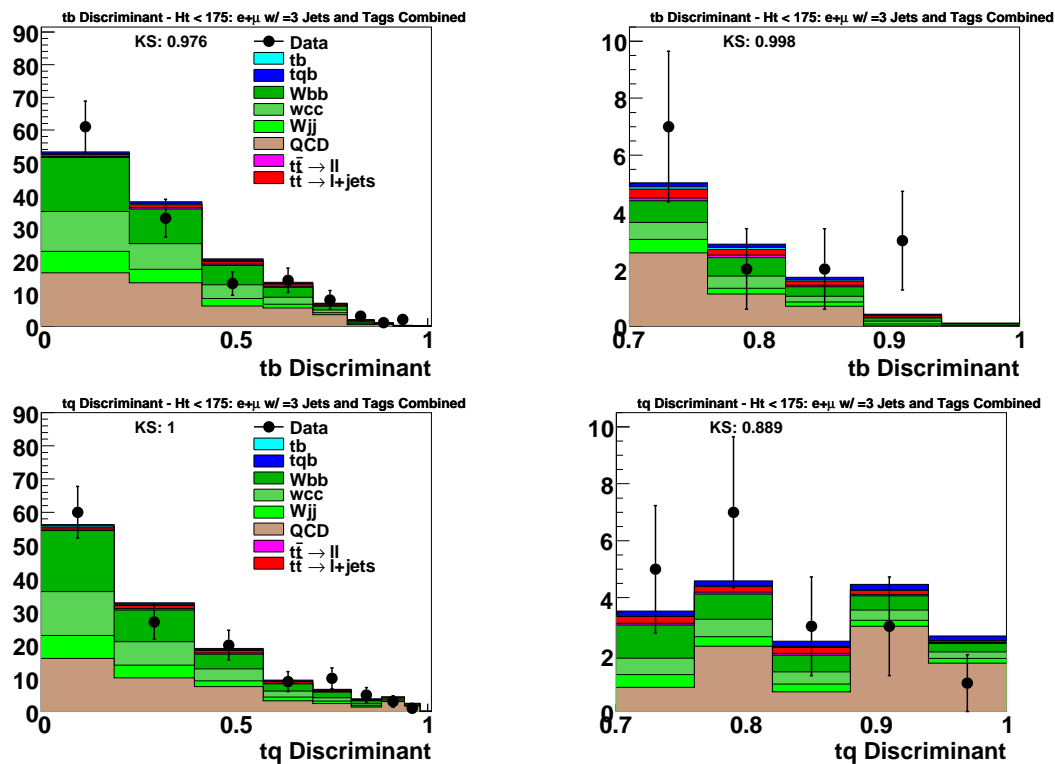 tb Discriminant - Ht < 175: e+μ w/ =3 Jets and Tags Combined
KS: 0.976
Data
tb
tqb
Wbb
wcc
Wjj
QCD
tt̄ → ll
tt̄ → l+jets
90
80
70
60
50
40
30
20
10
0
0 0.5 1
tb Discriminant
tb Discriminant - Ht < 175: e+μ w/ =3 Jets and Tags Combined
KS: 0.998
10
8
6
4
2
0
0.7 0.8 0.9 1
tb Discriminant
tq Discriminant - Ht < 175: e+μ w/ =3 Jets and Tags Combined
KS: 1
Data
tb
tqb
Wbb
wcc
Wjj
QCD
tt̄ → ll
tt̄ → l+jets
90
80
70
60
50
40
30
20
10
0
0 0.5 1
tq Discriminant
tq Discriminant - Ht < 175: e+μ w/ =3 Jets and Tags Combined
KS: 0.889
10
8
6
4
2
0
0.7 0.8 0.9 1
tq Discriminant